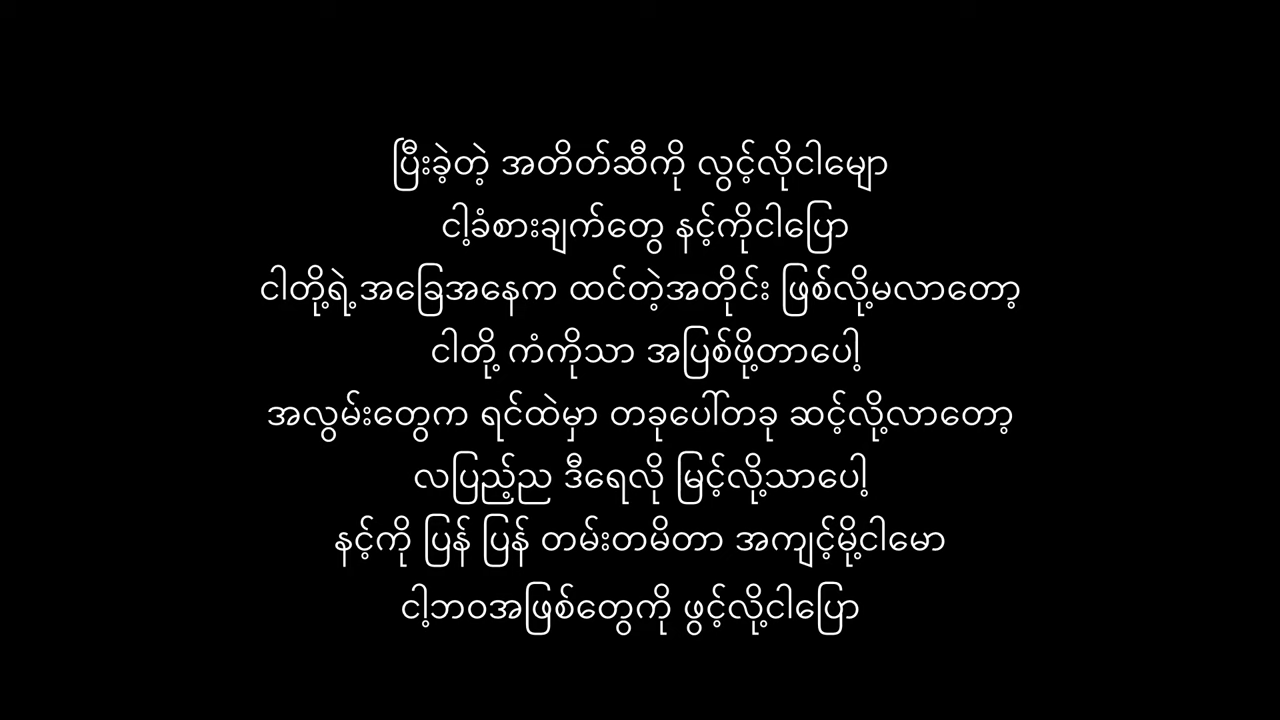 ပြီးခဲ့တဲ့ အတိတ်ဆီကို လွင့်လိုငါမျော
ငါ့ခံစားချက်တွေ နင့်ကိုငါပြော
ငါတို့ရဲ့အခြေအနေက ထင်တဲ့အတိုင်း ဖြစ်လို့မလာတော့
ငါတို့ ကံကိုသာ အပြစ်ဖို့တာပေါ့
အလွမ်းတွေက ရင်ထဲမှာ တခုပေါ်တခု ဆင့်လို့လာတော့
လပြည့်ည ဒီရေလို မြင့်လို့သာပေါ့
နင့်ကို ပြန် ပြန် တမ်းတမိတာ အကျင့်မို့ငါမော
ငါ့ဘဝအဖြစ်တွေကို ဖွင့်လို့ငါပြော